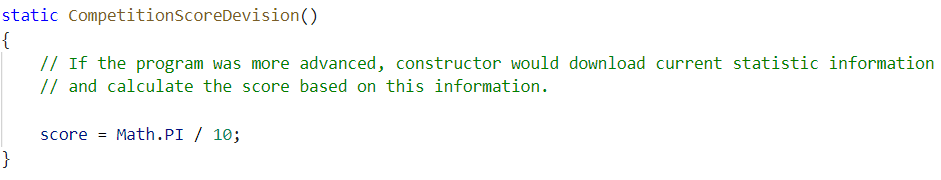 static CompetitionScoreDevision()
{
    // If the program was more advanced, constructor would download current statistic information
    // and calculate the score based on this information.

    score = Math.PI / 10;
}